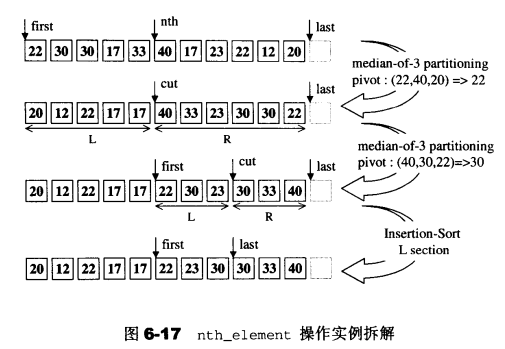 first nth last
22 30 30 17 33 40 17 23 22 12 20
median-of-3 partitioning
pivot : (22,40,20) => 22
cut last
20 12 22 17 17 40 33 23 30 30 22
L R
median-of-3 partitioning
pivot : (40,30,22)=>30
first cut last
20 12 22 17 17 22 30 23 30 33 40
L R
Insertion-Sort
L section
first last
20 12 22 17 17 22 23 30 30 33 40
图 6-17 nth_element 操作实例拆解